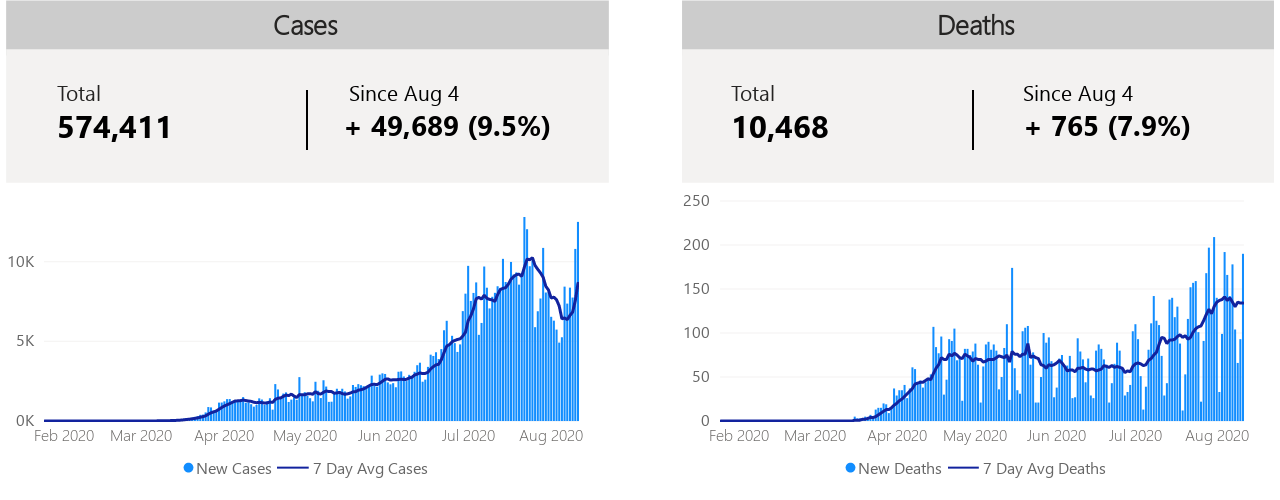 Cases
Total
574,411
Since Aug 4
+ 49,689 (9.5%)
10K
5K
0K
Feb 2020 Mar 2020 Apr 2020 May 2020 Jun 2020 Jul 2020 Aug 2020
New Cases 7 Day Avg Cases
Deaths
Total
10,468
Since Aug 4
+ 765 (7.9%)
250
200
150
100
50
0
Feb 2020 Mar 2020 Apr 2020 May 2020 Jun 2020 Jul 2020 Aug 2020
New Deaths 7 Day Avg Deaths